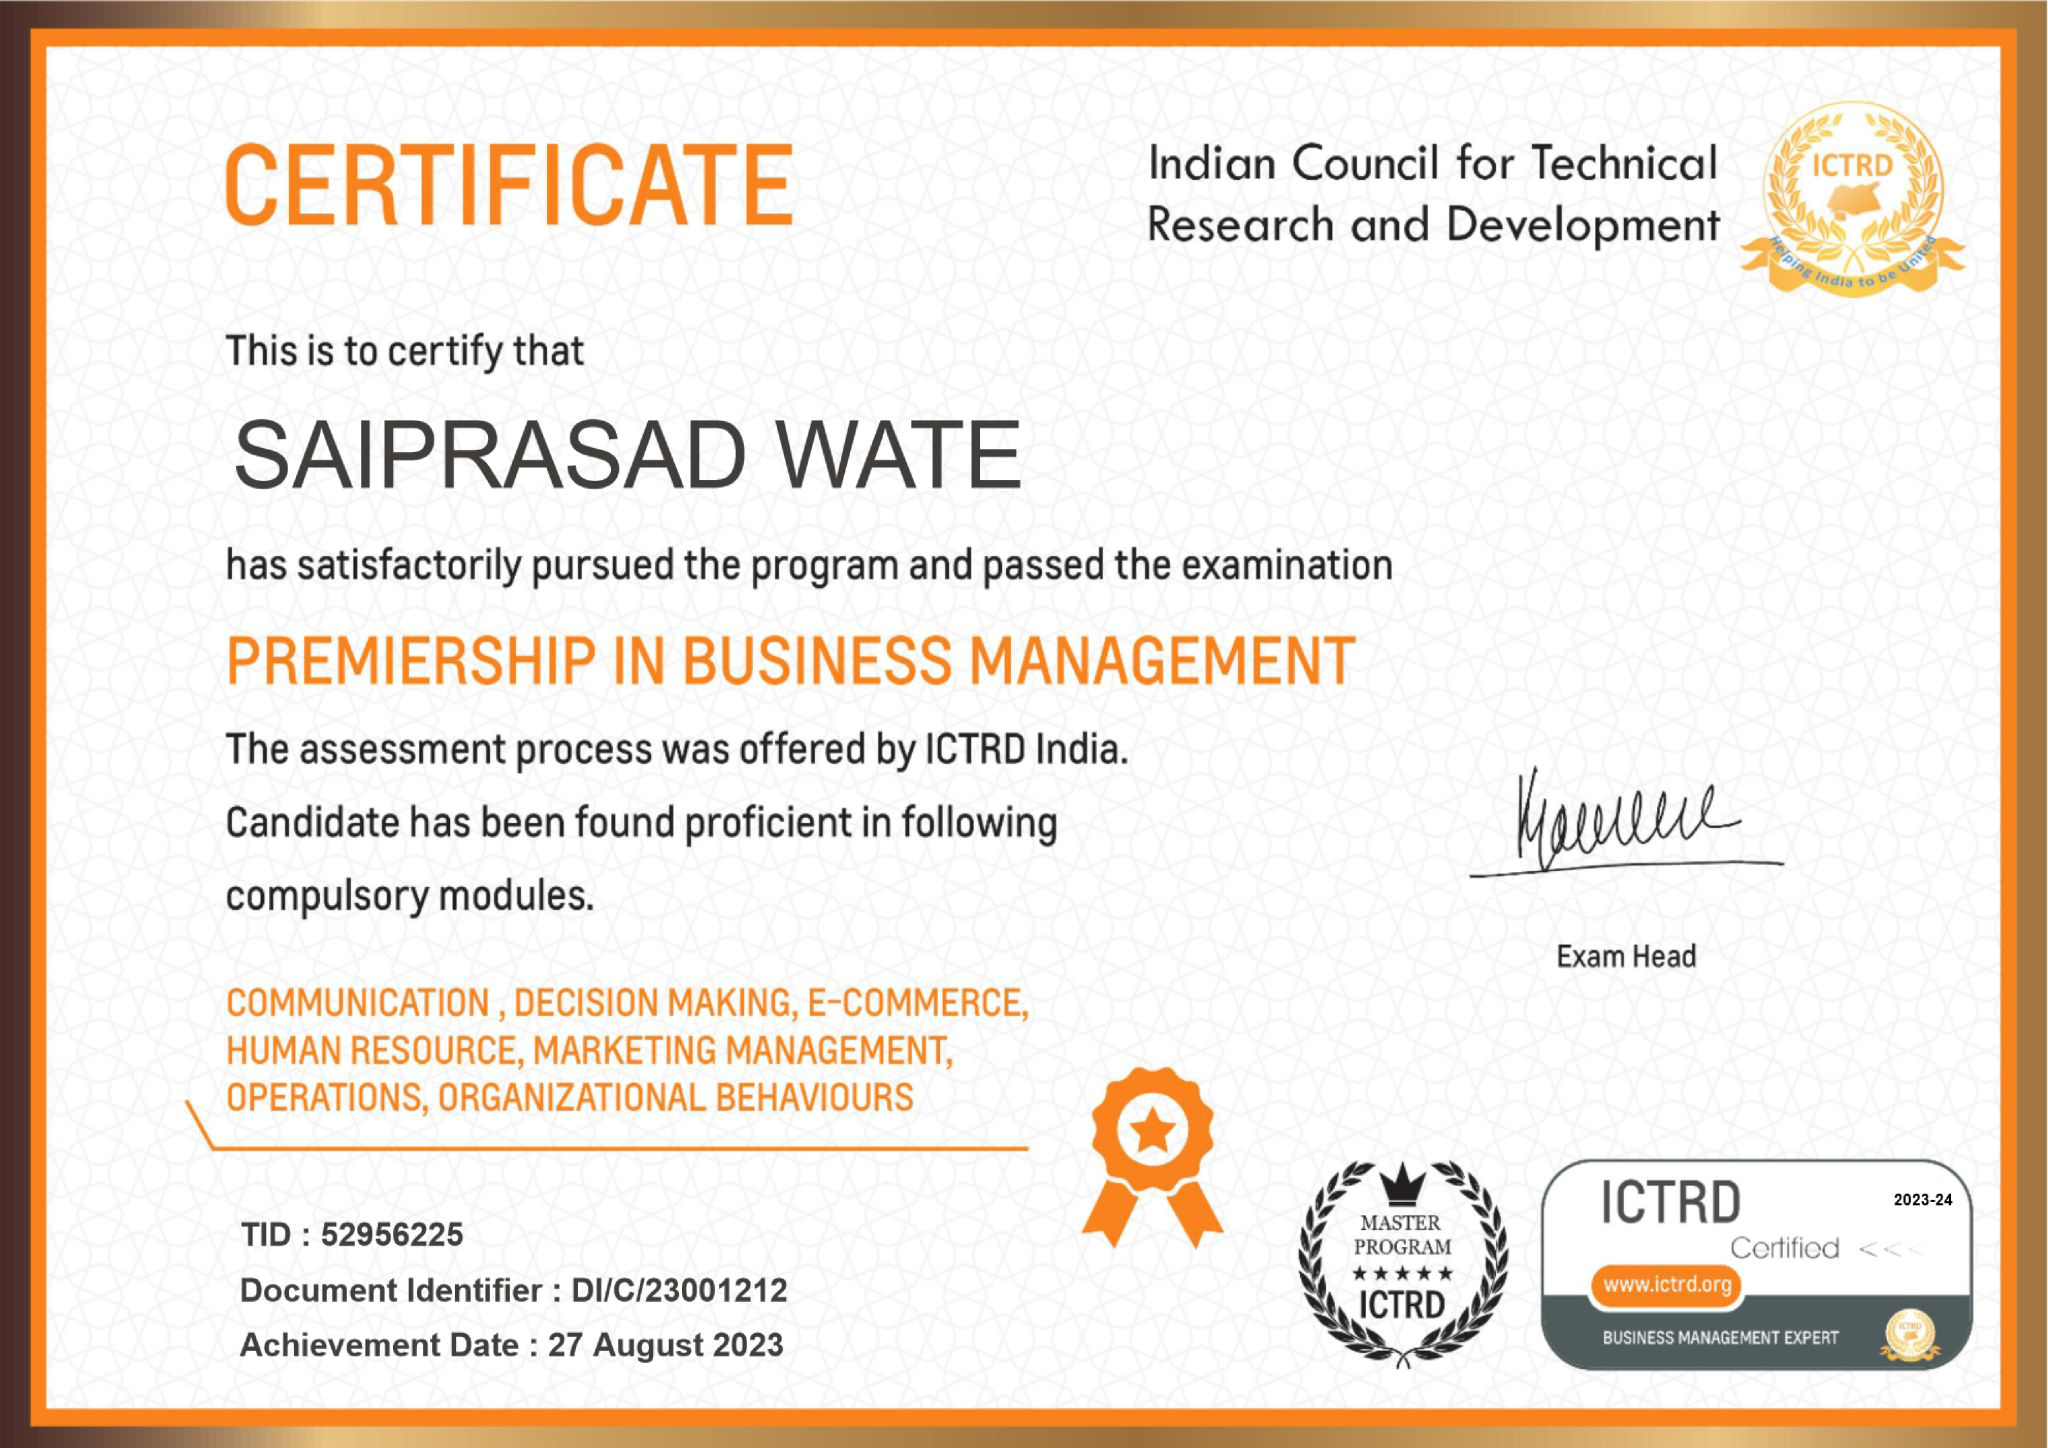 CERTIFICATE
Indian Council for Technical
Research and Development
ICTRD
Helping India to be United
This is to certify that
SAIPRASAD WATE
has satisfactorily pursued the program and passed the examination
PREMIERSHIP IN BUSINESS MANAGEMENT
The assessment process was offered by ICTRD India.
Candidate has been found proficient in following
compulsory modules.
Exam Head
COMMUNICATION , DECISION MAKING, E-COMMERCE,
HUMAN RESOURCE, MARKETING MANAGEMENT,
OPERATIONS, ORGANIZATIONAL BEHAVIOURS
TID : 52956225
Document Identifier : DI/C/23001212
Achievement Date : 27 August 2023
MASTER
PROGRAM
★★★★★
ICTRD
ICTRD
2023-24
Certified <<<
www.ictrd.org
BUSINESS MANAGEMENT EXPERT
ICTRD